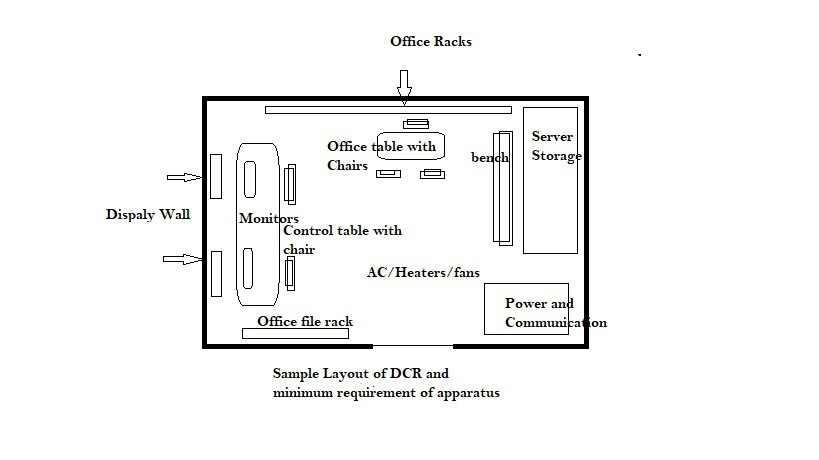 Office Racks
Office table with
Chairs
bench
Server
Storage
Dispaly Wall
Monitors
Control table with
chair
AC/Heaters/fans
Power and
Communication
Office file rack
Sample Layout of DCR and
minimum requirement of apparatus